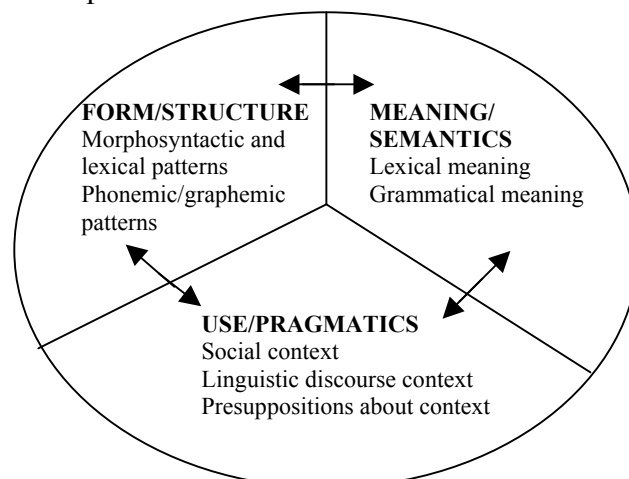 FORM/STRUCTURE
Morphosyntactic and
lexical patterns
Phonemic/graphemic
patterns
MEANING/
SEMANTICS
Lexical meaning
Grammatical meaning
USE/PRAGMATICS
Social context
Linguistic discourse context
Presuppositions about context